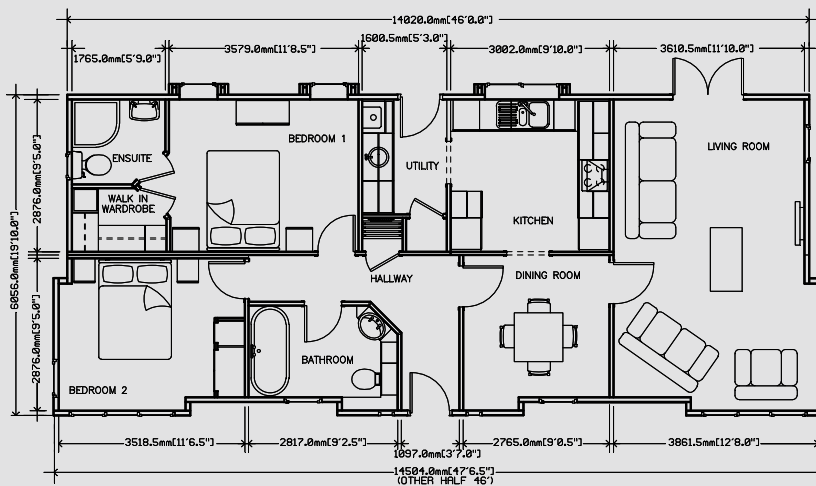 14020.0mm[46'0.0"]
1600.5mm[5'3.0]
1765.0mm[5'9.0"]
3579.0mm[11'8.5"]
3002.0mm[9'10.0"]
3610.5mm[11'10.0"]
6056.0mm[19'10.0"]
2876.0mm[9'5.0"]
2876.0mm[9'5.0"]
ENSUITE
WALK IN
WARDROBE
BEDROOM 1
UTILITY
KITCHEN
LIVING ROOM
HALLWAY
DINING ROOM
BATHROOM
BEDROOM 2
3518.5mm[11'6.5"]
2817.0mm[9'2.5"]
1097.0mm[3'7.0"]
2765.0mm[9'0.5"]
3861.5mm[12'8.0"]
14504.0mm[47'6.5"]
(OTHER HALF 46')